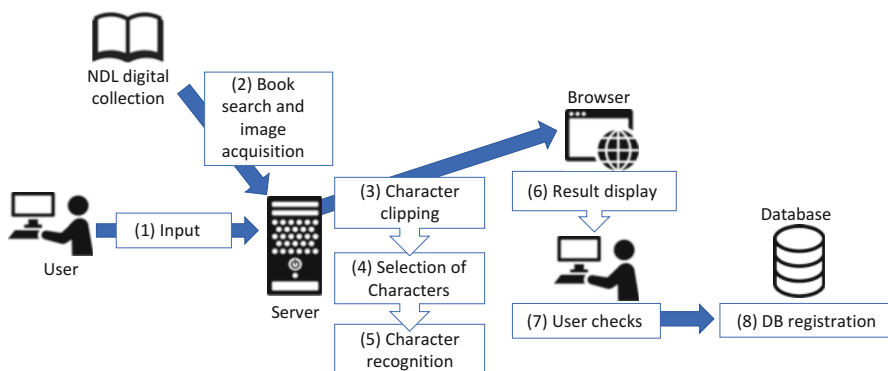 NDL digital
collection
(2) Book
search and
image
acquisition
Browser
User
(1) Input
Server
(3) Character
clipping
(4) Selection of
Characters
(5) Character
recognition
(6) Result display
(7) User checks
Database
(8) DB registration